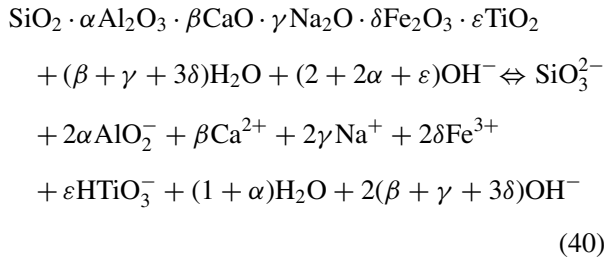 SiO₂ · αAl₂O₃ · βCaO · γNa₂O · δFe₂O₃ · εTiO₂
+ (β + γ + 3δ)H₂O + (2 + 2α + ε)OH⁻ ⇔ SiO₃²⁻
+ 2αAlO₂⁻ + βCa²⁺ + 2γNa⁺ + 2δFe³⁺
+ εHTiO₃⁻ + (1 + α)H₂O + 2(β + γ + 3δ)OH⁻
(40)